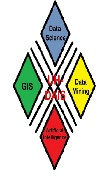 Data
Science
GIS
Data
Mining
Artificial
Intelligence